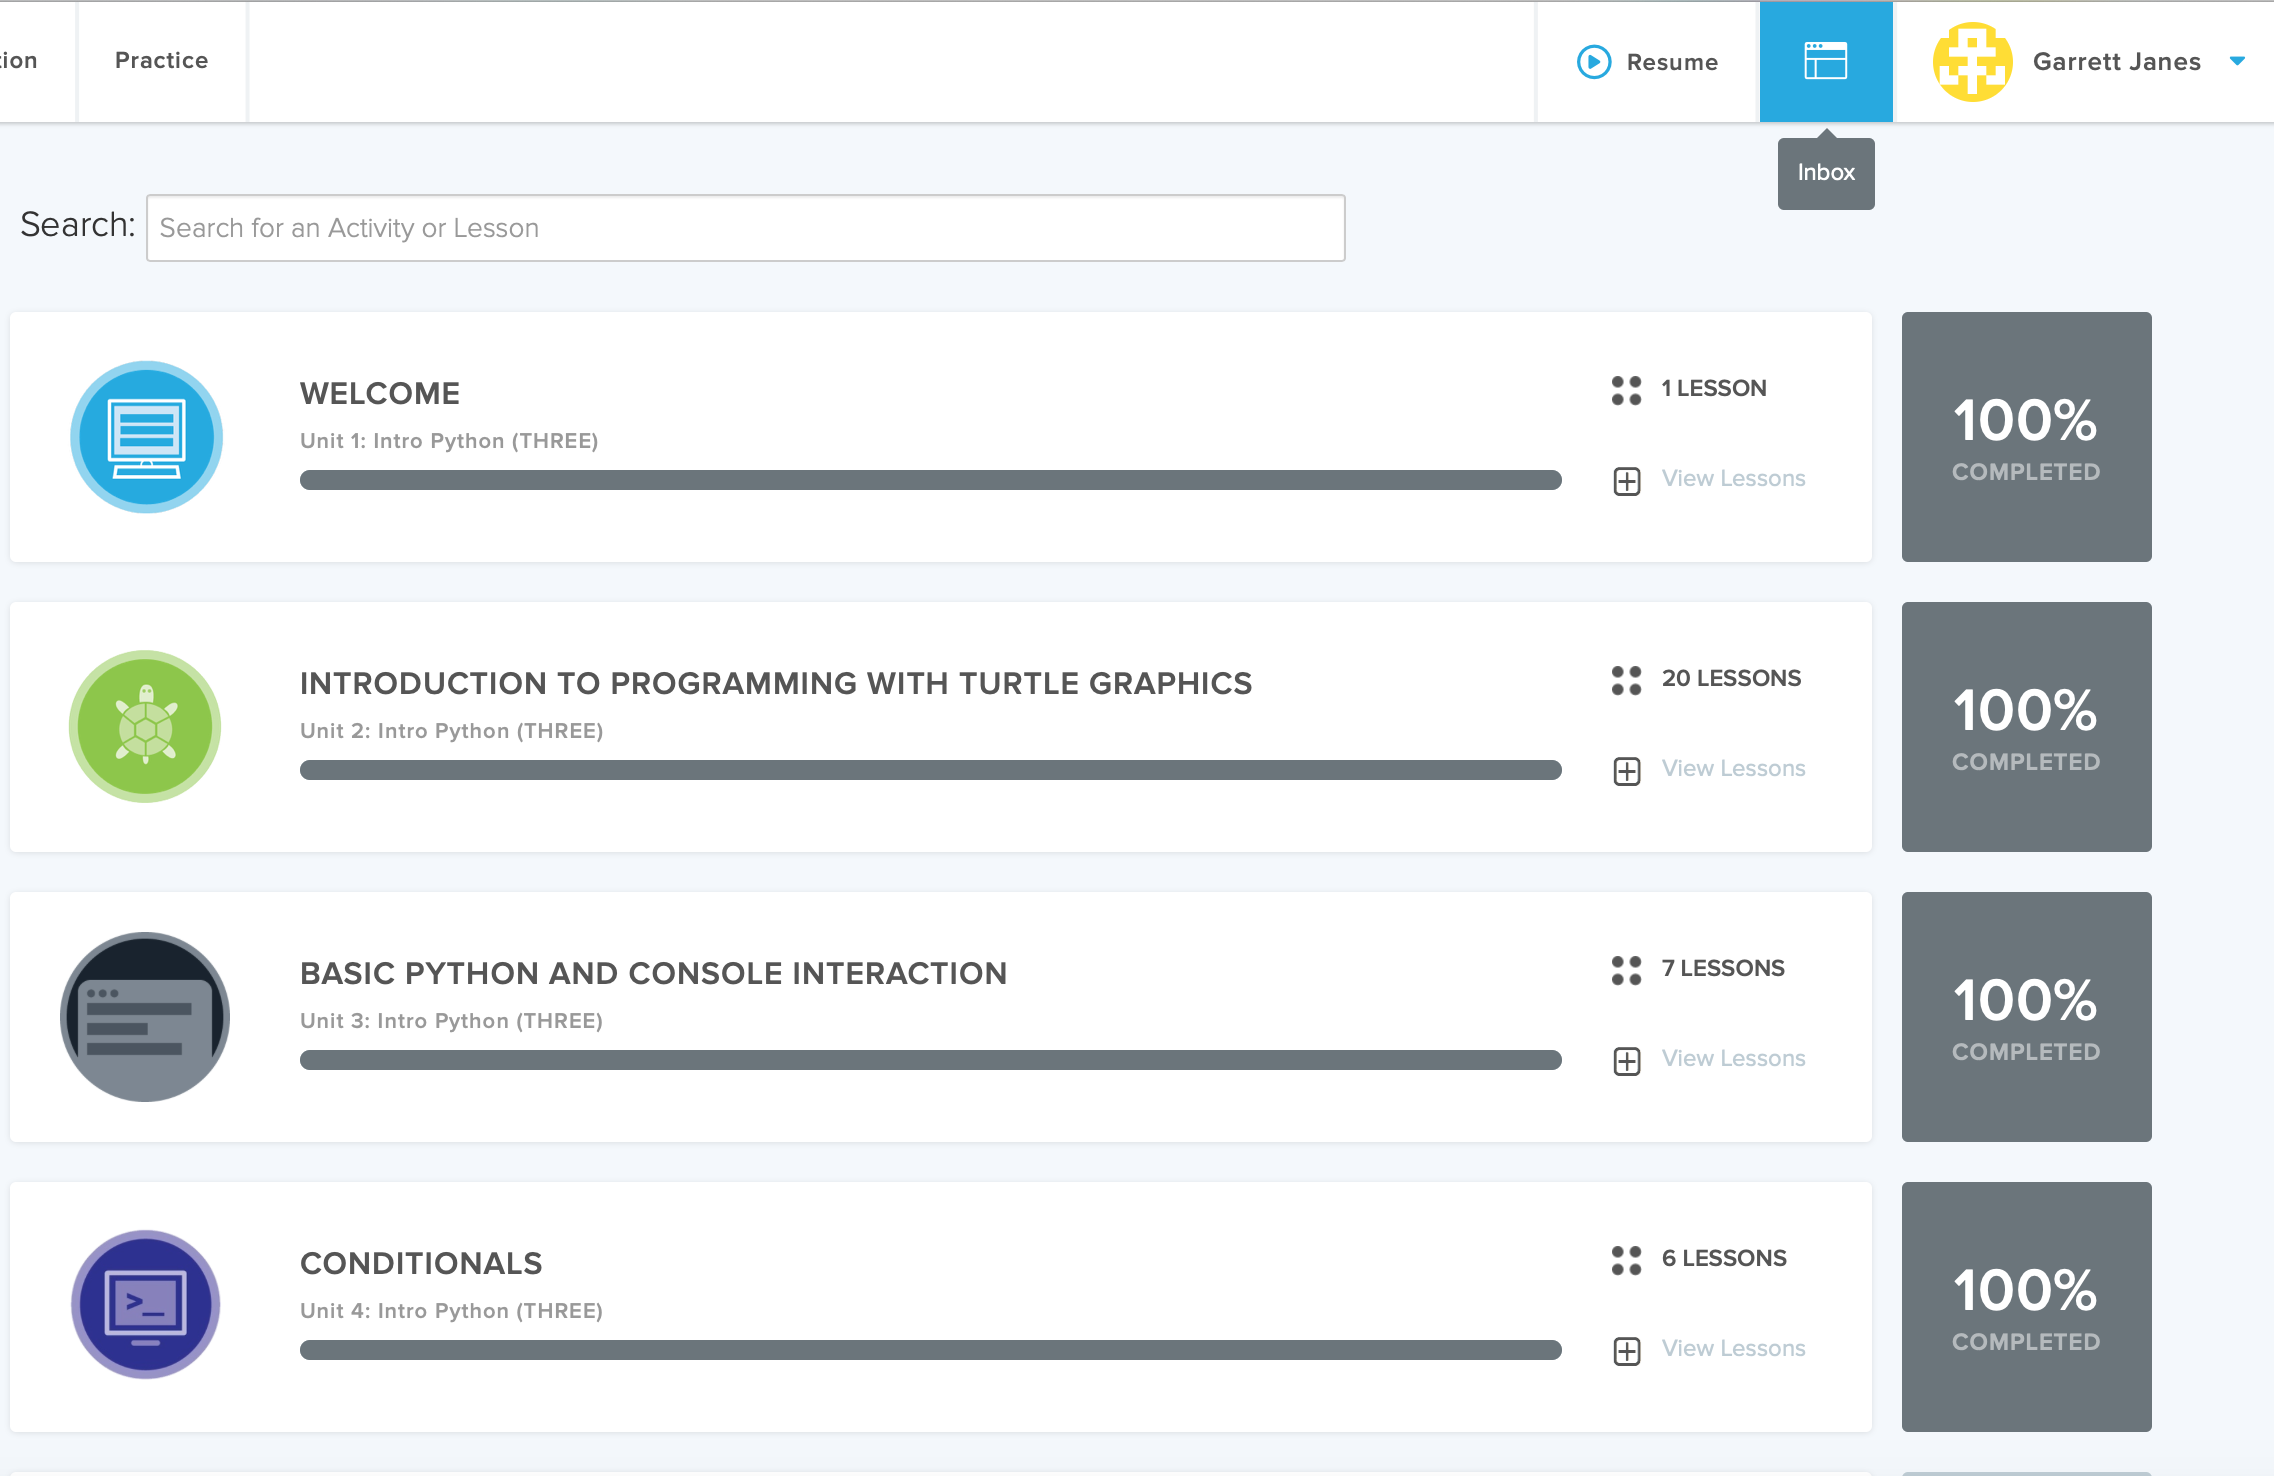 Practice
Resume
Garrett Janes
Inbox
Search: Search for an Activity or Lesson
WELCOME
1 LESSON
Unit 1: Intro Python (THREE)
View Lessons
100%
COMPLETED
INTRODUCTION TO PROGRAMMING WITH TURTLE GRAPHICS
20 LESSONS
Unit 2: Intro Python (THREE)
View Lessons
100%
COMPLETED
BASIC PYTHON AND CONSOLE INTERACTION
7 LESSONS
Unit 3: Intro Python (THREE)
View Lessons
100%
COMPLETED
CONDITIONALS
6 LESSONS
Unit 4: Intro Python (THREE)
View Lessons
100%
COMPLETED